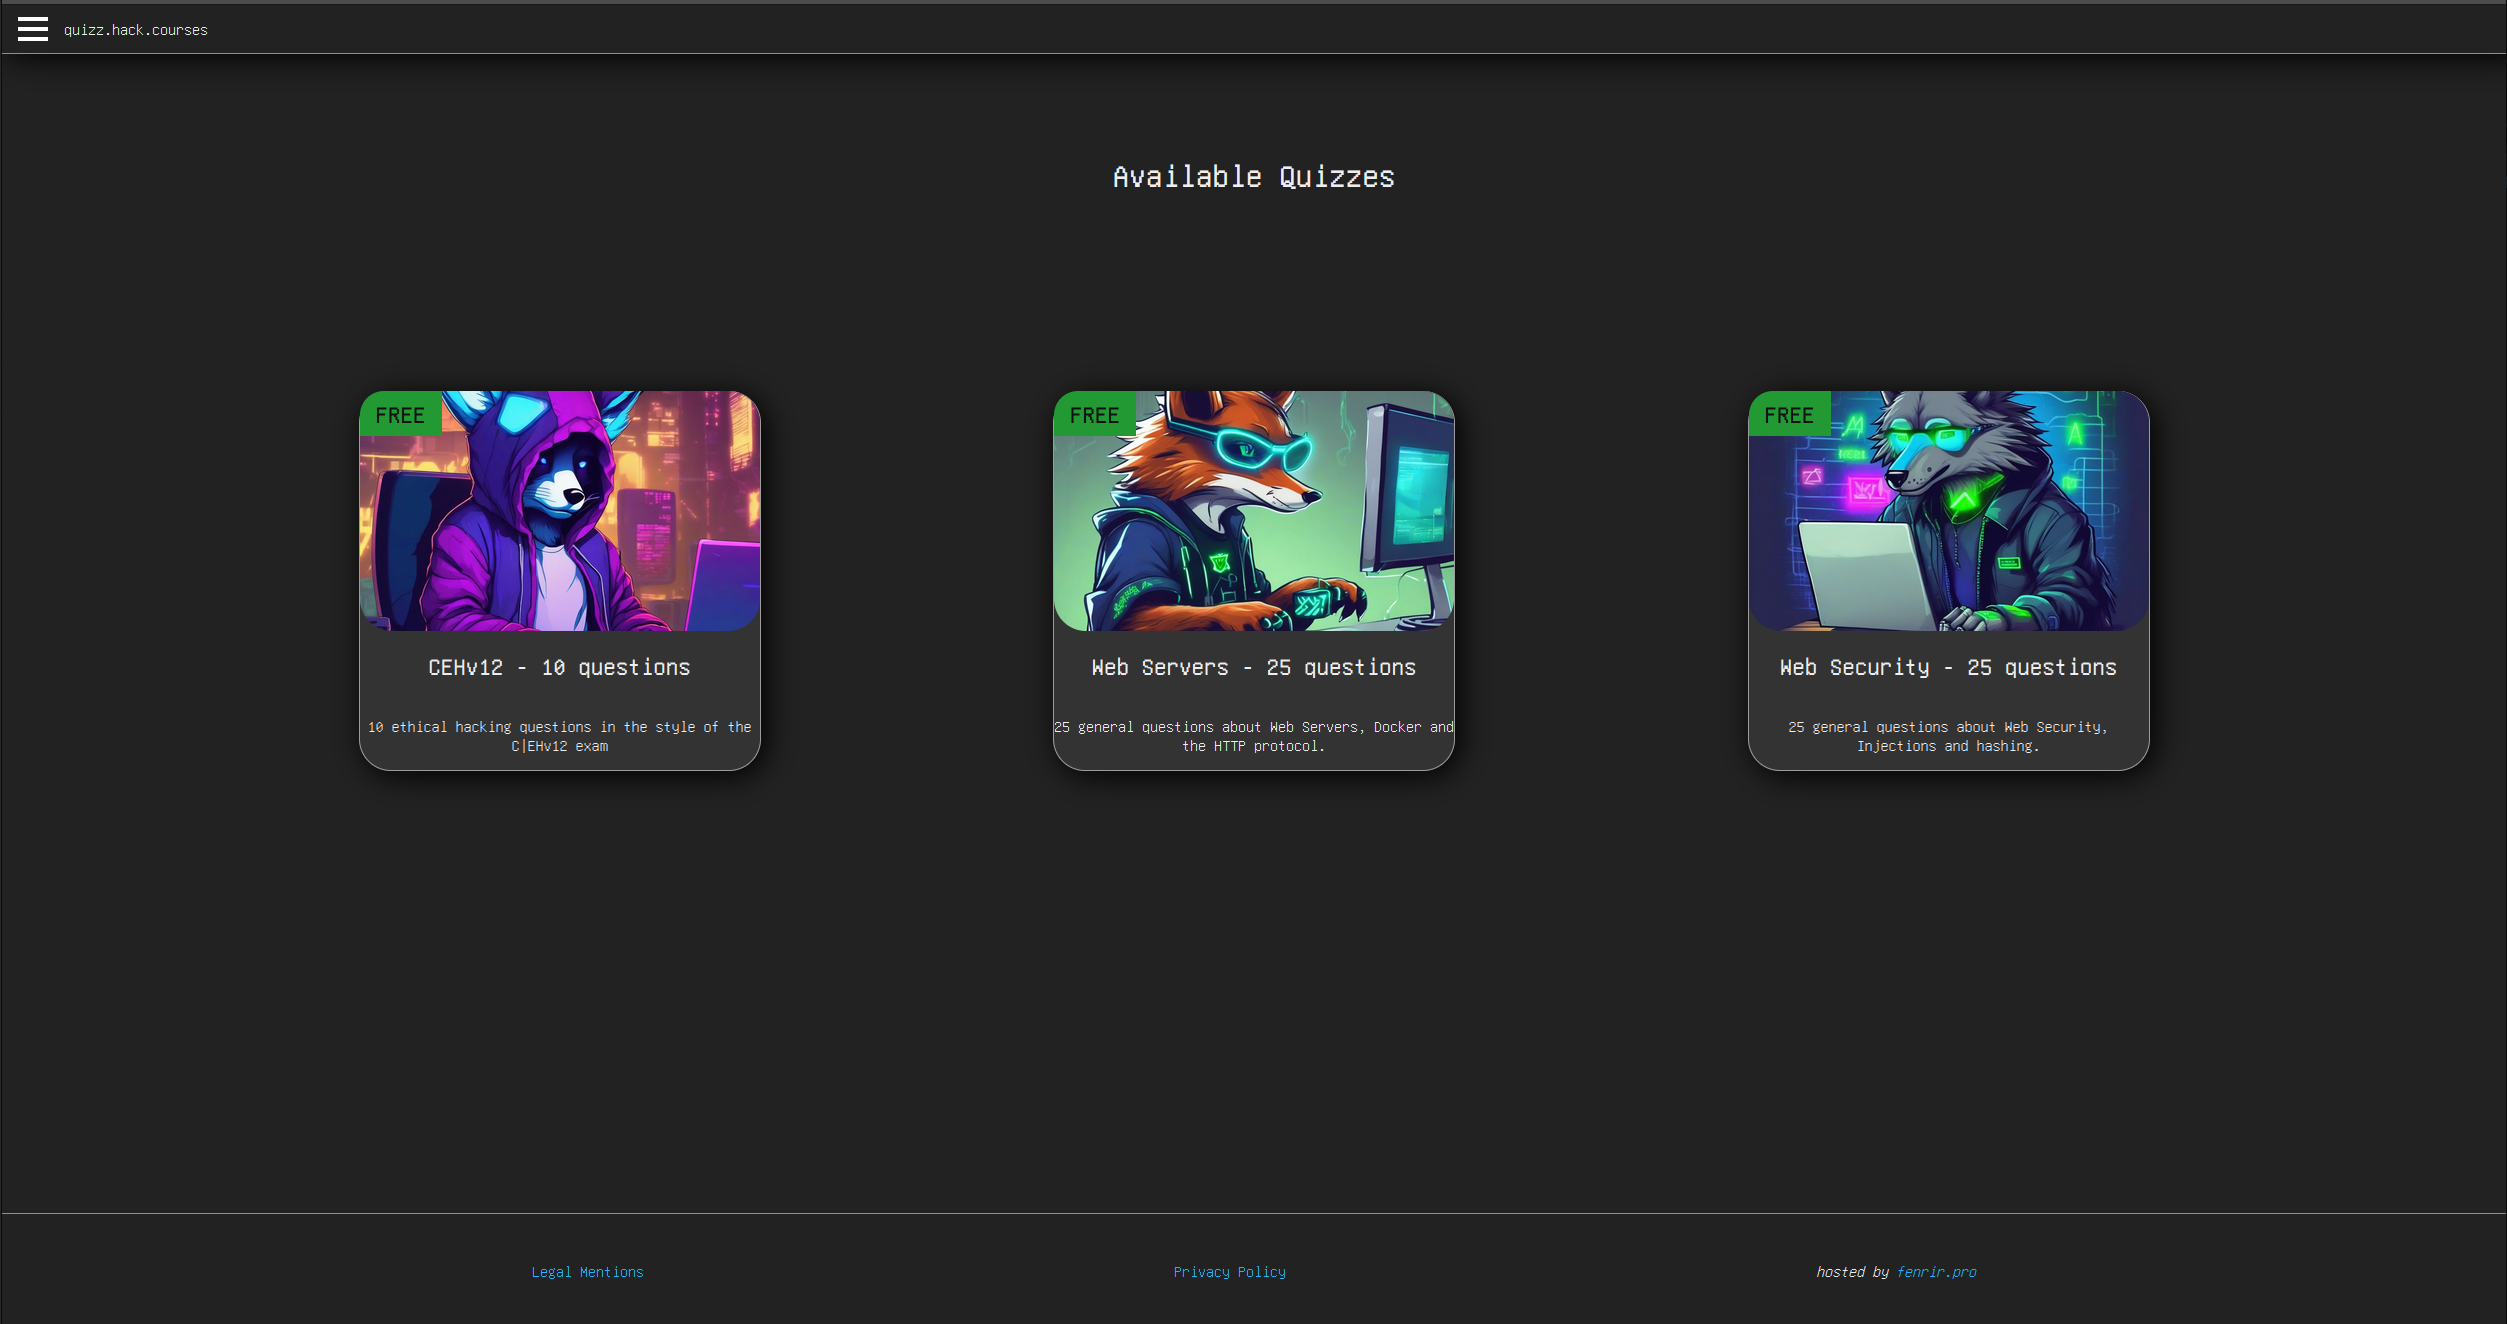 quizz.hack.courses
Available Quizzes
FREE
CEHv12 - 10 questions
10 ethical hacking questions in the style of the
C|EHv12 exam
FREE
Web Servers - 25 questions
25 general questions about Web Servers, Docker and
the HTTP protocol.
FREE
Web Security - 25 questions
25 general questions about Web Security,
Injections and hashing.
Legal Mentions
Privacy Policy
hosted by fenrir.pro